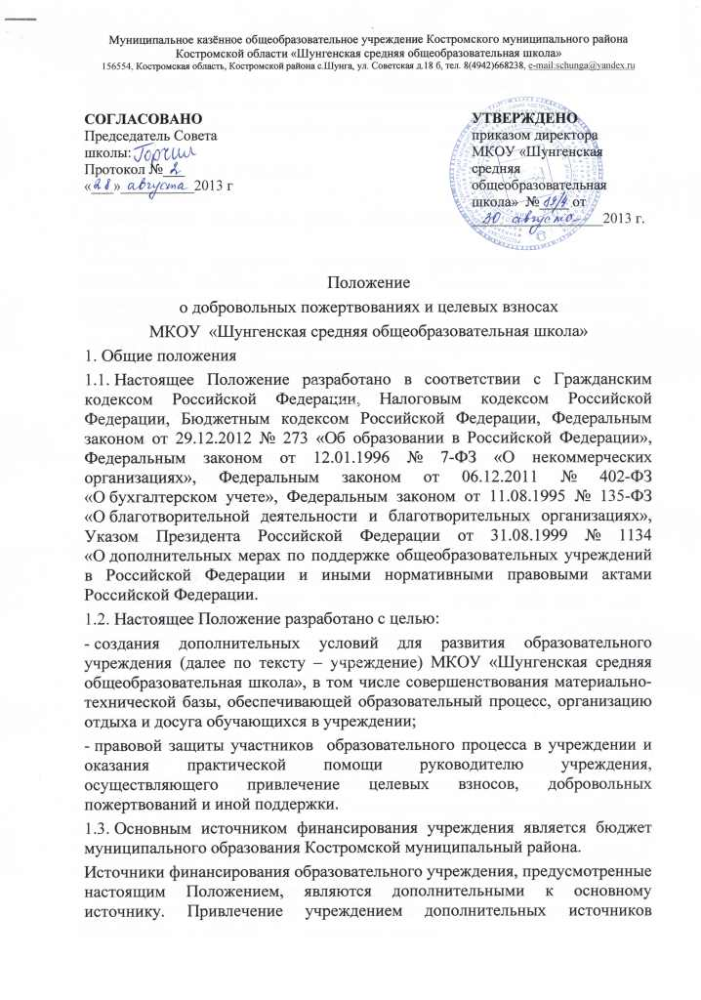 Муниципальное казённое общеобразовательное учреждение Костромского муниципального района
Костромской области «Шунгенская средняя общеобразовательная школа»
156554, Костромская область, Костромской района с.Шунга, ул. Советская д.18 б, тел. 8(4942)668238, e-mail:schunga@yandex.ru
СОГЛАСОВАНО
Председатель Совета
школы:
Протокол № 2
«28» августа 2013 г
УТВЕРЖДЕНО
приказом директора
МКОУ «Шунгенская
средняя
общеобразовательная
школа» № от
30 августа 2013 г.
Положение
о добровольных пожертвованиях и целевых взносах
МКОУ «Шунгенская средняя общеобразовательная школа»
1. Общие положения
1.1. Настоящее Положение разработано в соответствии с Гражданским
кодексом Российской Федерации, Налоговым кодексом Российской
Федерации, Бюджетным кодексом Российской Федерации, Федеральным
законом от 29.12.2012 № 273 «Об образовании в Российской Федерации»,
Федеральным законом от 12.01.1996 № 7-ФЗ «О некоммерческих
организациях», Федеральным законом от 06.12.2011 № 402-ФЗ
«О бухгалтерском учете», Федеральным законом от 11.08.1995 № 135-ФЗ
«О благотворительной деятельности и благотворительных организациях»,
Указом Президента Российской Федерации от 31.08.1999 № 1134
«О дополнительных мерах по поддержке общеобразовательных учреждений
в Российской Федерации и иными нормативными правовыми актами
Российской Федерации.
1.2. Настоящее Положение разработано с целью:
- создания дополнительных условий для развития образовательного
учреждения (далее по тексту – учреждение) МКОУ «Шунгенская средняя
общеобразовательная школа», в том числе совершенствования материально-
технической базы, обеспечивающей образовательный процесс, организацию
отдыха и досуга обучающихся в учреждении;
- правовой защиты участников образовательного процесса в учреждении и
оказания практической помощи руководителю учреждения,
осуществляющего привлечение целевых взносов, добровольных
пожертвований и иной поддержки.
1.3. Основным источником финансирования учреждения является бюджет
муниципального образования Костромской муниципальный района.
Источники финансирования образовательного учреждения, предусмотренные
настоящим Положением, являются дополнительными к основному
источнику. Привлечение учреждением дополнительных источников